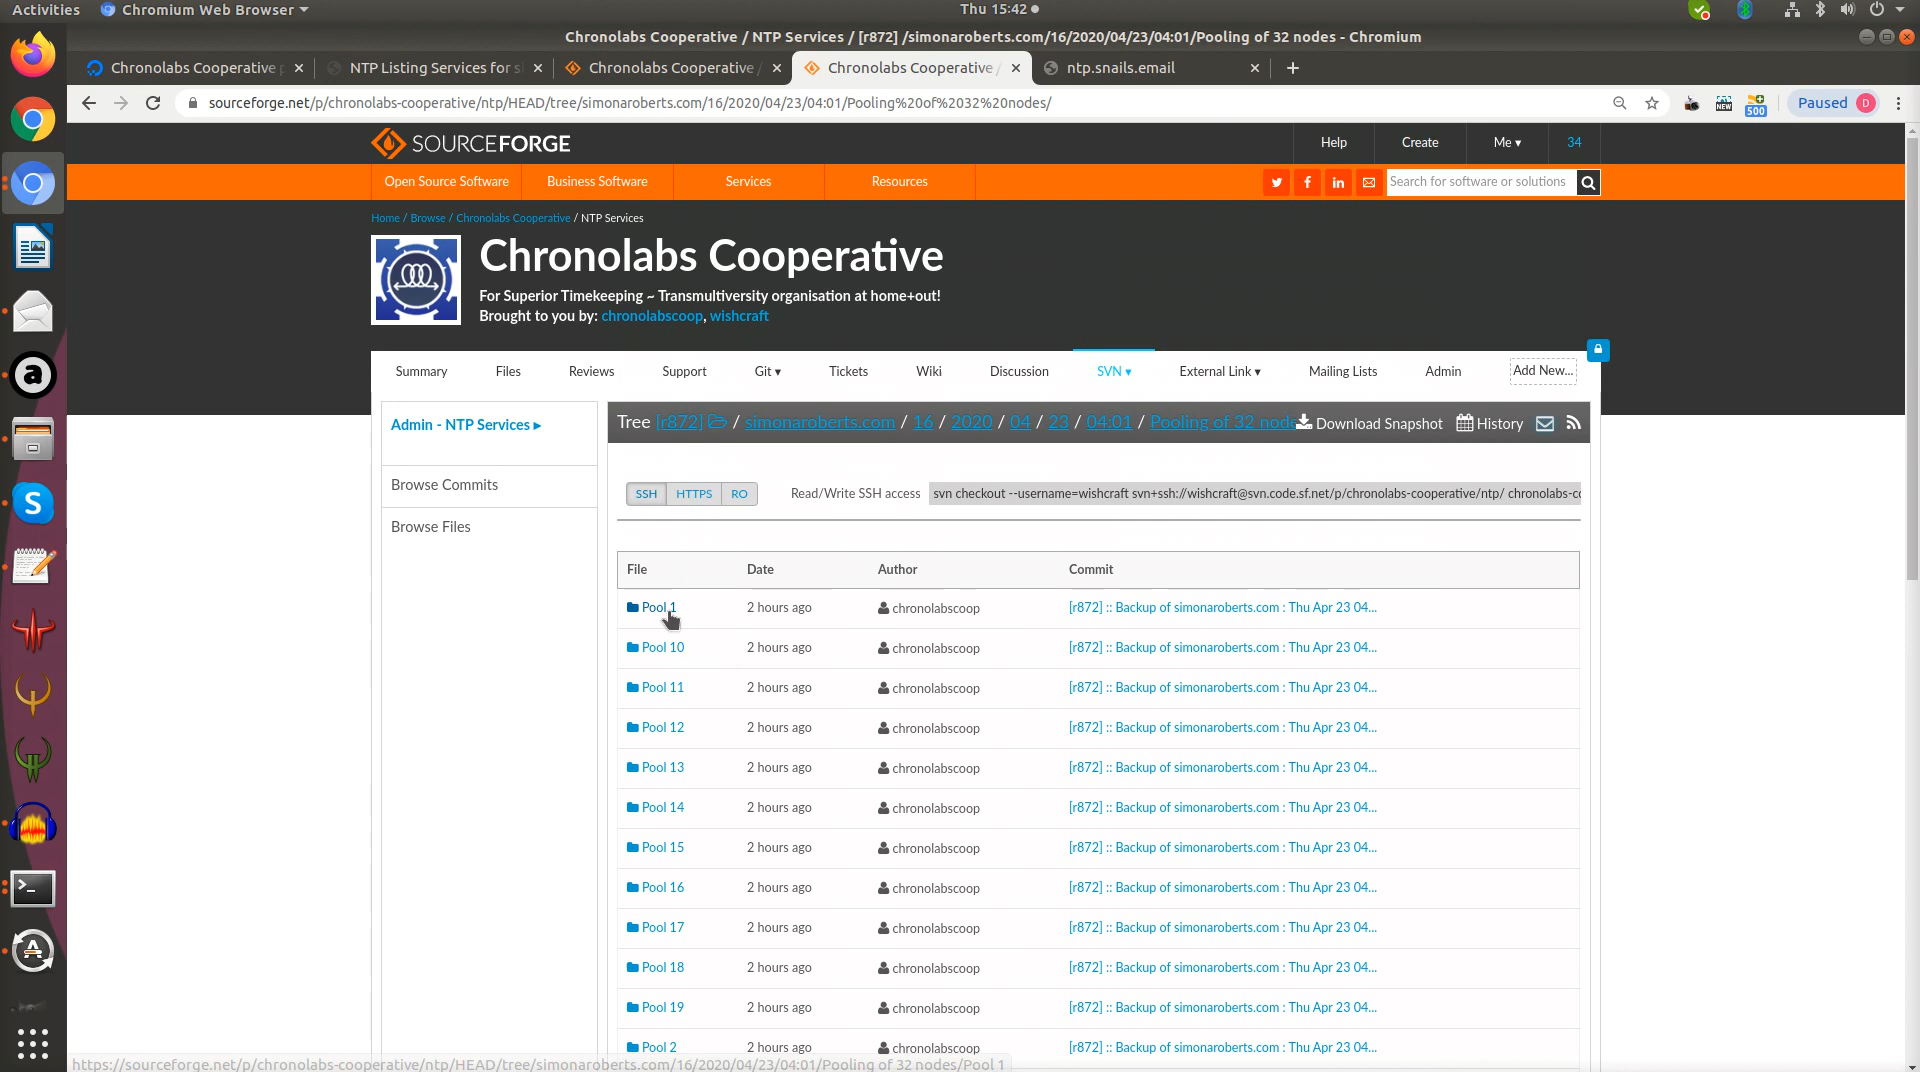 Activities Chromium Web Browser Thu 15:42
Chronolabs Cooperative / NTP Services / [r872] /simonaroberts.com/16/2020/04/23/04:01/Pooling of 32 nodes - Chromium
Chronolabs Cooperative NTP Listing Services for Chronolabs Cooperative / Chronolabs Cooperative / ntp.snails.email
sourceforge.net/p/chronolabs-cooperative/ntp/HEAD/tree/simonaroberts.com/16/2020/04/23/04:01/Pooling%20of%2032%20nodes/ NEW 500 Paused D
SOURCEFORGE Help Create Me 34
Open Source Software Business Software Services Resources Search for software or solutions
Home / Browse / Chronolabs Cooperative / NTP Services
Chronolabs Cooperative
For Superior Timekeeping ~ Transmultiversity organisation at home+out!
Brought to you by: chronolabscoop, wishcraft
Summary Files Reviews Support Git Tickets Wiki Discussion SVN External Link Mailing Lists Admin Add New...
Admin - NTP Services
Browse Commits
Browse Files
Tree [r872] / simonaroberts.com / 16 / 2020 / 04 / 23 / 04:01 / Pooling of 32 node Download Snapshot History
SSH HTTPS RO Read/Write SSH access svn checkout --username=wishcraft svn+ssh://wishcraft@svn.code.sf.net/p/chronolabs-cooperative/ntp/ chronolabs-co
File Date Author Commit
Pool 1 2 hours ago chronolabscoop [r872] :: Backup of simonaroberts.com : Thu Apr 23 04...
Pool 10 2 hours ago chronolabscoop [r872] :: Backup of simonaroberts.com : Thu Apr 23 04...
Pool 11 2 hours ago chronolabscoop [r872] :: Backup of simonaroberts.com : Thu Apr 23 04...
Pool 12 2 hours ago chronolabscoop [r872] :: Backup of simonaroberts.com : Thu Apr 23 04...
Pool 13 2 hours ago chronolabscoop [r872] :: Backup of simonaroberts.com : Thu Apr 23 04...
Pool 14 2 hours ago chronolabscoop [r872] :: Backup of simonaroberts.com : Thu Apr 23 04...
Pool 15 2 hours ago chronolabscoop [r872] :: Backup of simonaroberts.com : Thu Apr 23 04...
Pool 16 2 hours ago chronolabscoop [r872] :: Backup of simonaroberts.com : Thu Apr 23 04...
Pool 17 2 hours ago chronolabscoop [r872] :: Backup of simonaroberts.com : Thu Apr 23 04...
Pool 18 2 hours ago chronolabscoop [r872] :: Backup of simonaroberts.com : Thu Apr 23 04...
Pool 19 2 hours ago chronolabscoop [r872] :: Backup of simonaroberts.com : Thu Apr 23 04...
Pool 2 2 hours ago chronolabscoop [r872] :: Backup of simonaroberts.com : Thu Apr 23 04...
https://sourceforge.net/p/chronolabs-cooperative/ntp/HEAD/tree/simonaroberts.com/16/2020/04/23/04:01/Pooling of 32 nodes/Pool 1